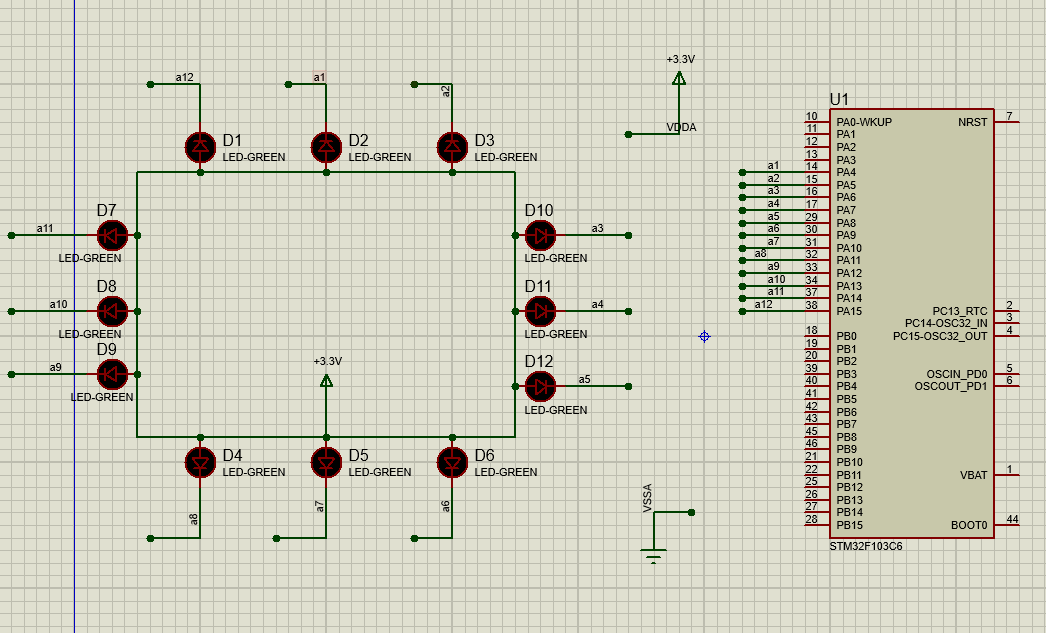 a12
a1
a2
D1
LED-GREEN
D2
LED-GREEN
D3
LED-GREEN
D7
LED-GREEN
a11
D8
LED-GREEN
a10
D9
LED-GREEN
a9
D10
LED-GREEN
a3
D11
LED-GREEN
a4
D12
LED-GREEN
a5
+3.3V
D4
LED-GREEN
D5
LED-GREEN
D6
LED-GREEN
a8
a7
a6
+3.3V
VDDA
VSSA
U1
10 PA0-WKUP
11 PA1
12 PA2
13 PA3
a1 14 PA4
a2 15 PA5
a3 16 PA6
a4 17 PA7
a5 29 PA8
a6 30 PA9
a7 31 PA10
a8 32 PA11
a9 33 PA12
a10 34 PA13
a11 37 PA14
a12 38 PA15
18 PB0
19 PB1
20 PB2
39 PB3
40 PB4
41 PB5
42 PB6
43 PB7
45 PB8
46 PB9
21 PB10
22 PB11
25 PB12
26 PB13
27 PB14
28 PB15
NRST 7
PC13_RTC 2
PC14-OSC32_IN 3
PC15-OSC32_OUT 4
OSCIN_PD0 5
OSCOUT_PD1 6
VBAT 1
BOOT0 44
STM32F103C6